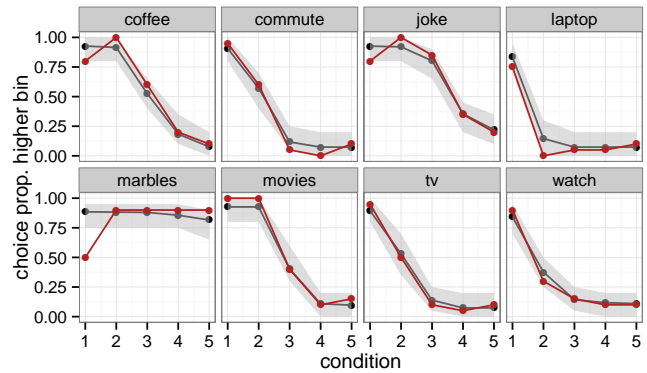 coffee commute joke laptop
1.00
0.75
0.50
0.25
0.00
marbles movies tv watch
1.00
0.75
0.50
0.25
0.00
1 2 3 4 5 1 2 3 4 5 1 2 3 4 5 1 2 3 4 5
condition
choice prop. higher bin